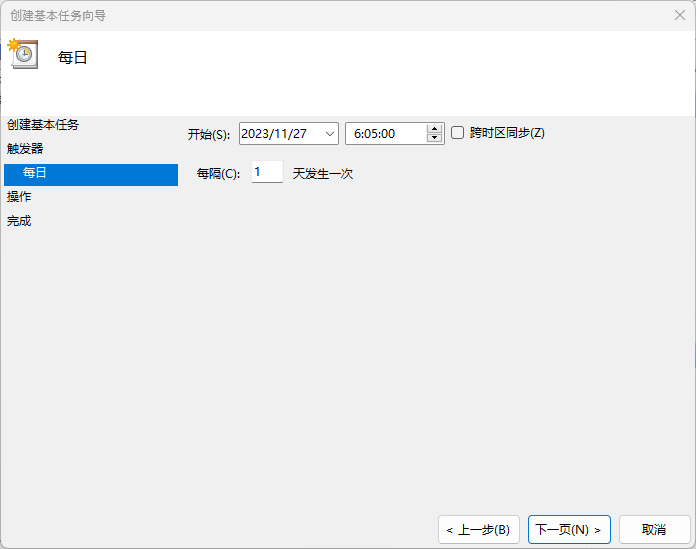 创建基本任务向导
每日
创建基本任务
触发器
每日
操作
完成
开始(S): 2023/11/27 6:05:00 跨时区同步(Z)
每隔(C): 1 天发生一次
< 上一步(B) 下一页(N) > 取消